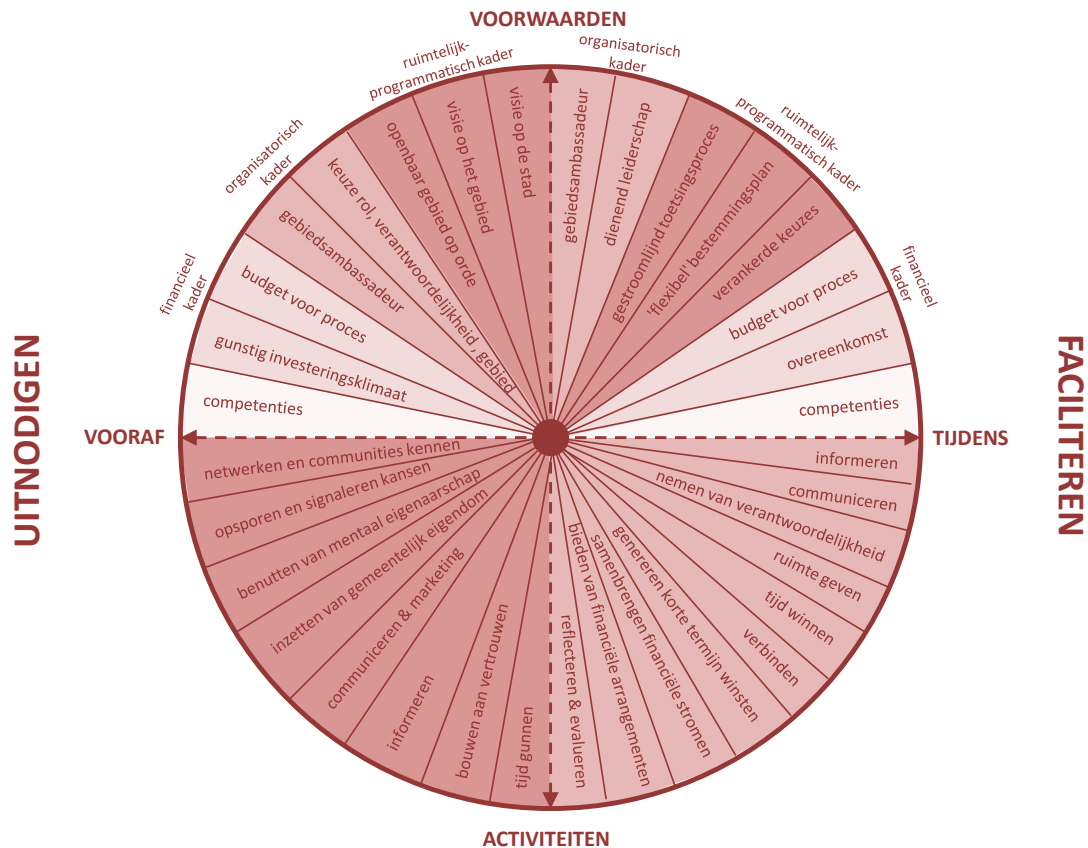 VOORWAARDEN
ruimtelijk-
programmatisch kader
organisatorisch
kader
financieel
kader
organisatorisch
kader
ruimtelijk-
programmatisch kader
financieel
kader
UITNODIGEN
FACILITEREN
VOORAF
TIJDENS
ACTIVITEITEN
visie op de stad
visie op het gebied
openbaar gebied op orde
keuze rol, verantwoordelijkheid , gebied
gebiedsambassadeur
budget voor proces
gunstig investeringsklimaat
competenties
gebiedsambassadeur
dienend leiderschap
gestroomlijnd toetsingsproces
'flexibel' bestemmingsplan
verankerde keuzes
budget voor proces
overeenkomst
competenties
netwerken en communities kennen
opsporen en signaleren kansen
benutten van mentaal eigenaarschap
inzetten van gemeentelijk eigendom
communiceren & marketing
informeren
bouwen aan vertrouwen
tijd gunnen
informeren
communiceren
nemen van verantwoordelijkheid
ruimte geven
tijd winnen
verbinden
genereren korte termijn winsten
samenbrengen financiële stromen
bieden van financiële arrangementen
reflecteren & evalueren